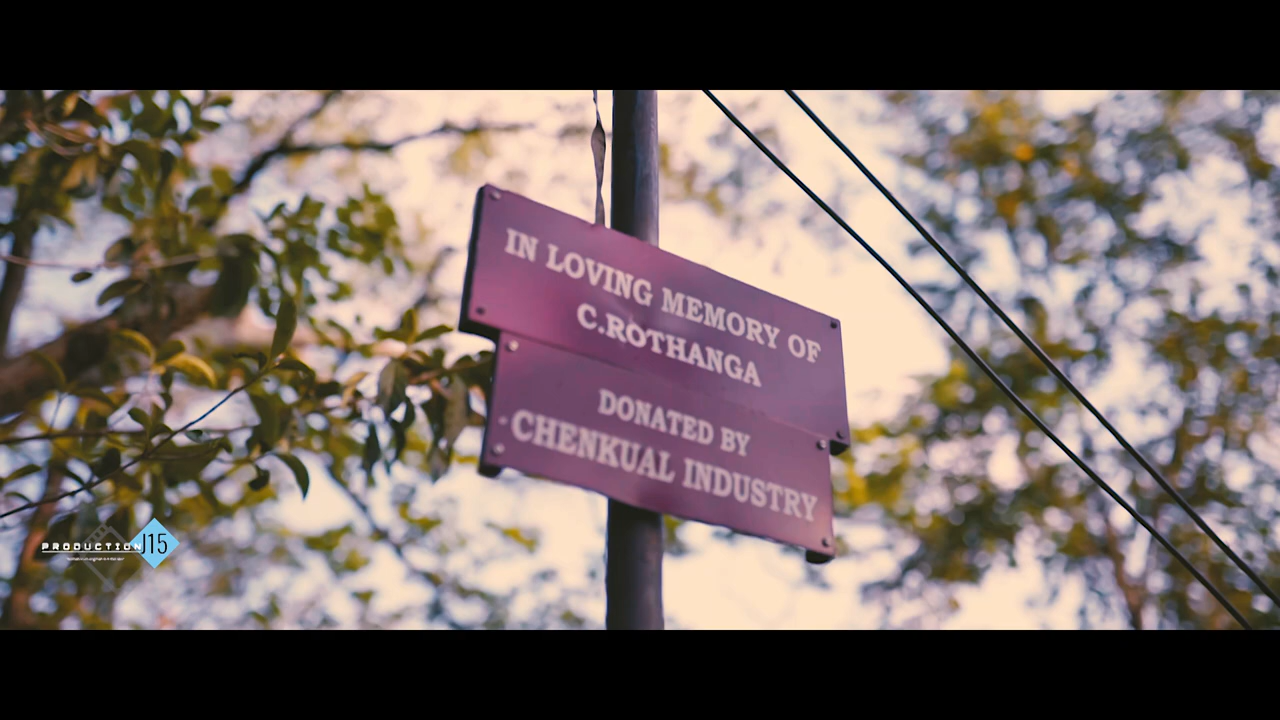 IN LOVING MEMORY OF
C.ROTHANGA
DONATED BY
CHENKUAL INDUSTRY
PRODUCTION J15